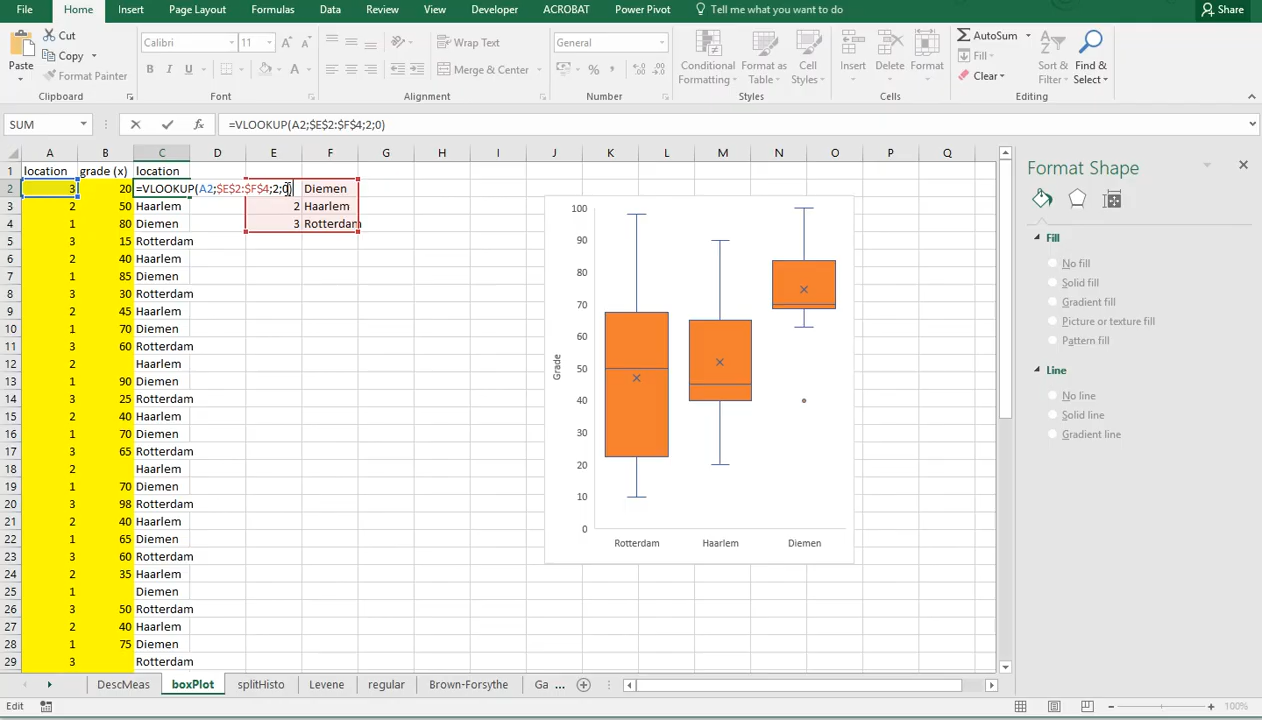 File Home Insert Page Layout Formulas Data Review View Developer ACROBAT Power Pivot Tell me what you want to do Share
Paste Cut Copy Format Painter
Calibri 11 B I U
Wrap Text Merge & Center
General %
Conditional Formatting Format as Table Cell Styles
Insert Delete Format
AutoSum Fill Clear Sort & Filter Find & Select
Clipboard Font Alignment Number Styles Cells Editing
SUM fx =VLOOKUP(A2;$E$2:$F$4;2;0)
A B C D E F G H I J K L M N O P Q
1 location grade (x) location
2 3 20 =VLOOKUP(A2;$E$2:$F$4;2;0) Diemen
3 2 50 Haarlem 2 Haarlem
4 1 80 Diemen 3 Rotterdam
5 3 15 Rotterdam
6 2 40 Haarlem
7 1 85 Diemen
8 3 30 Rotterdam
9 2 45 Haarlem
10 1 70 Diemen
11 3 60 Rotterdam
12 2 Haarlem
13 1 90 Diemen
14 3 25 Rotterdam
15 2 40 Haarlem
16 1 70 Diemen
17 3 65 Rotterdam
18 2 Haarlem
19 1 70 Diemen
20 3 98 Rotterdam
21 2 40 Haarlem
22 1 65 Diemen
23 3 60 Rotterdam
24 2 35 Haarlem
25 1 Diemen
26 3 50 Rotterdam
27 2 40 Haarlem
28 1 75 Diemen
29 3 Rotterdam
100
90
80
70
60
50
40
30
20
10
0
Grade
Rotterdam Haarlem Diemen
Format Shape
Fill
No fill
Solid fill
Gradient fill
Picture or texture fill
Pattern fill
Line
No line
Solid line
Gradient line
DescMeas boxPlot splitHisto Levene regular Brown-Forsythe Ga ...
Edit 100%